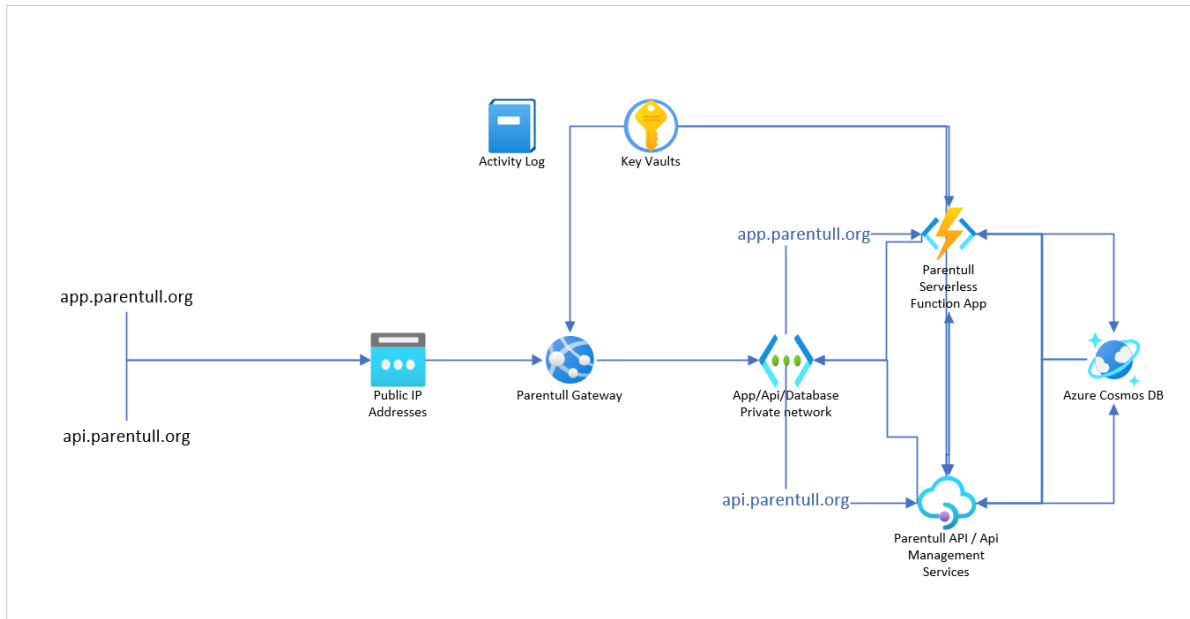 Activity Log
Key Vaults
app.parentull.org
Parentull
Serverless
Function App
app.parentull.org
Public IP
Addresses
Parentull Gateway
App/Api/Database
Private network
Azure Cosmos DB
api.parentull.org
api.parentull.org
Parentull API / Api
Management
Services